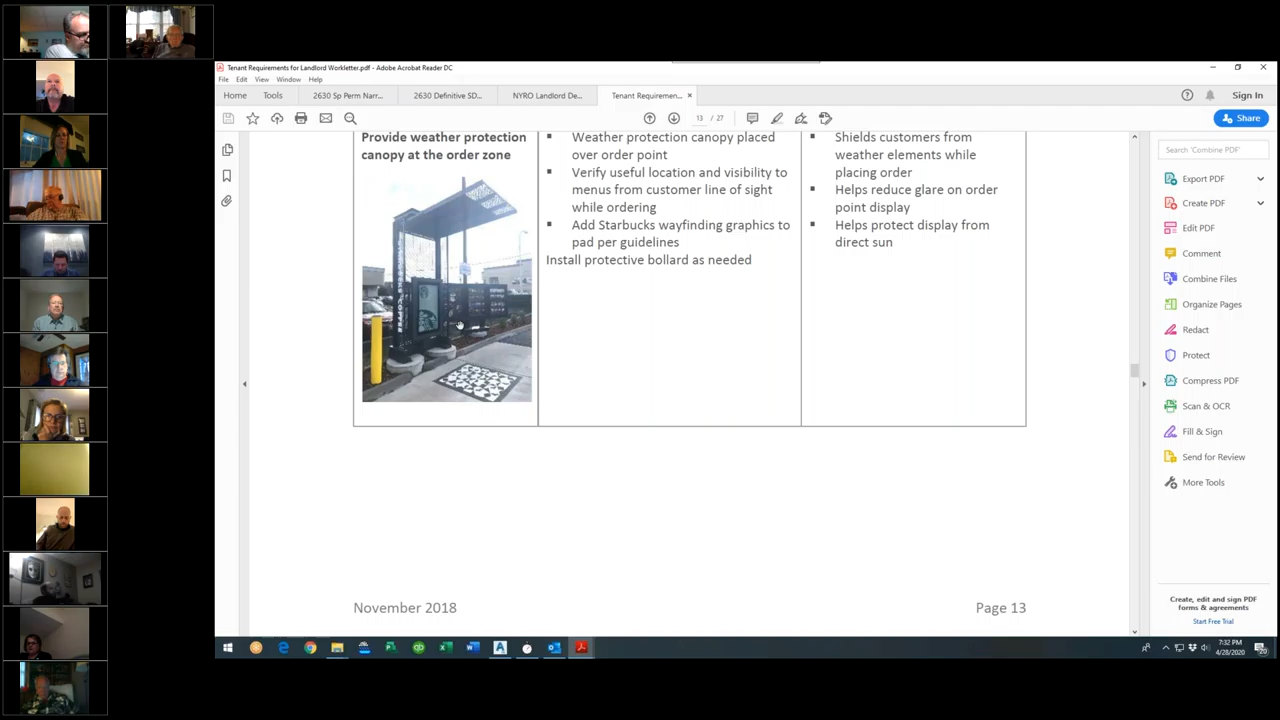 Tenant Requirements for Landlord Workletter.pdf - Adobe Acrobat Reader DC
File Edit View Window Help
Home Tools 2630 Sp Perm Narr... 2630 Definitive SD... NYRO Landlord De... Tenant Requiremen... × Sign In
13 / 27 Share
Provide weather protection
canopy at the order zone
Weather protection canopy placed
over order point
Verify useful location and visibility to
menus from customer line of sight
while ordering
Add Starbucks wayfinding graphics to
pad per guidelines
Install protective bollard as needed
Shields customers from
weather elements while
placing order
Helps reduce glare on order
point display
Helps protect display from
direct sun
November 2018 Page 13
Search 'Combine PDF'
Export PDF
Create PDF
Edit PDF
Comment
Combine Files
Organize Pages
Redact
Protect
Compress PDF
Scan & OCR
Fill & Sign
Send for Review
More Tools
Create, edit and sign PDF
forms & agreements
Start Free Trial
7:32 PM
4/28/2020